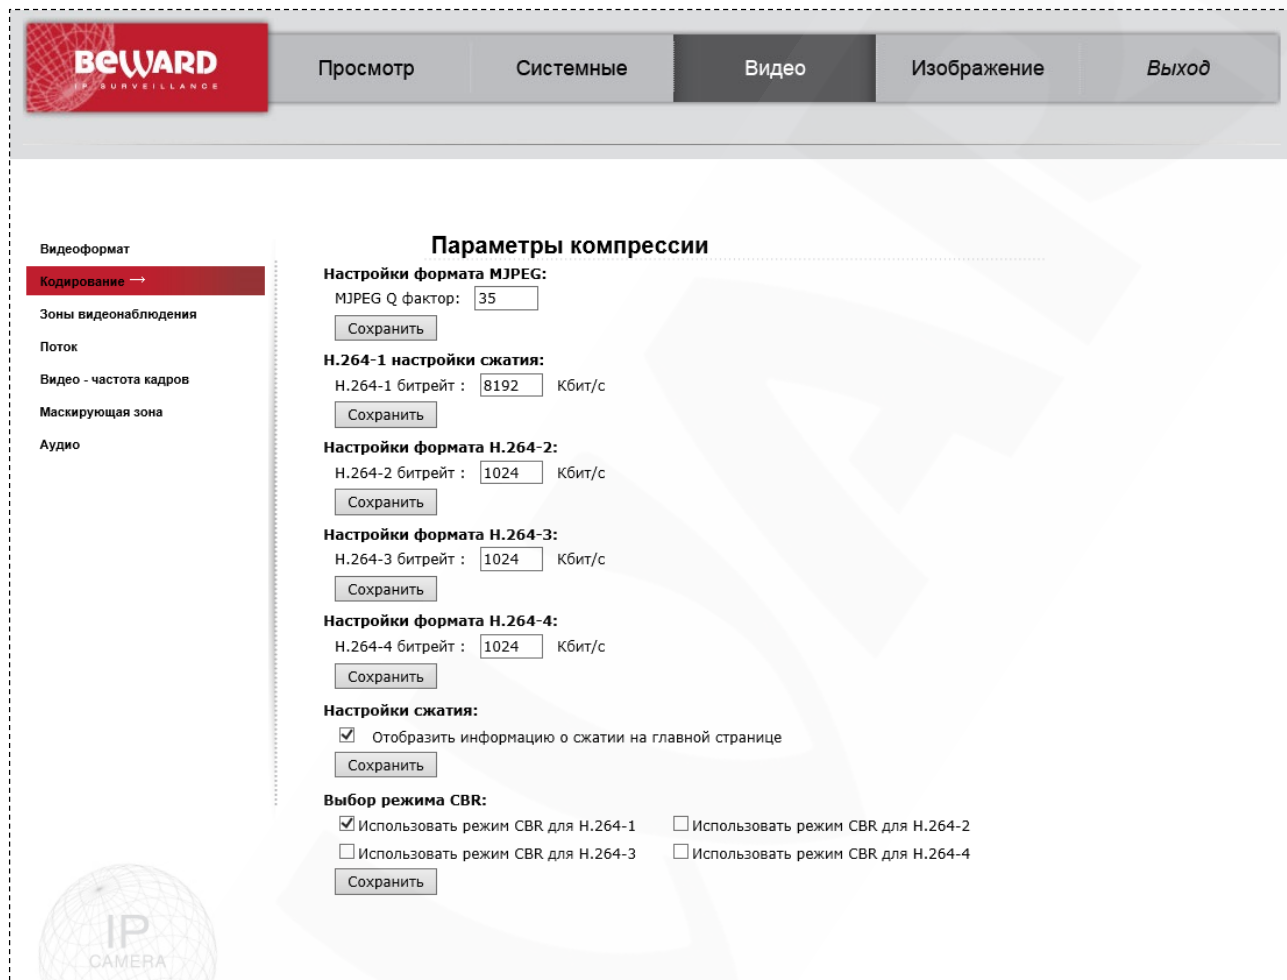 BEWARD
IP SURVEILLANCE
Просмотр Системные Видео Изображение Выход
Видеоформат
Кодирование →
Зоны видеонаблюдения
Поток
Видео - частота кадров
Маскирующая зона
Аудио
Параметры компрессии
Настройки формата MJPEG:
MJPEG Q фактор: 35
Сохранить
H.264-1 настройки сжатия:
H.264-1 битрейт : 8192 Кбит/с
Сохранить
Настройки формата H.264-2:
H.264-2 битрейт : 1024 Кбит/с
Сохранить
Настройки формата H.264-3:
H.264-3 битрейт : 1024 Кбит/с
Сохранить
Настройки формата H.264-4:
H.264-4 битрейт : 1024 Кбит/с
Сохранить
Настройки сжатия:
Отобразить информацию о сжатии на главной странице
Сохранить
Выбор режима CBR:
Использовать режим CBR для H.264-1 Использовать режим CBR для H.264-2
Использовать режим CBR для H.264-3 Использовать режим CBR для H.264-4
Сохранить
IP
CAMERA